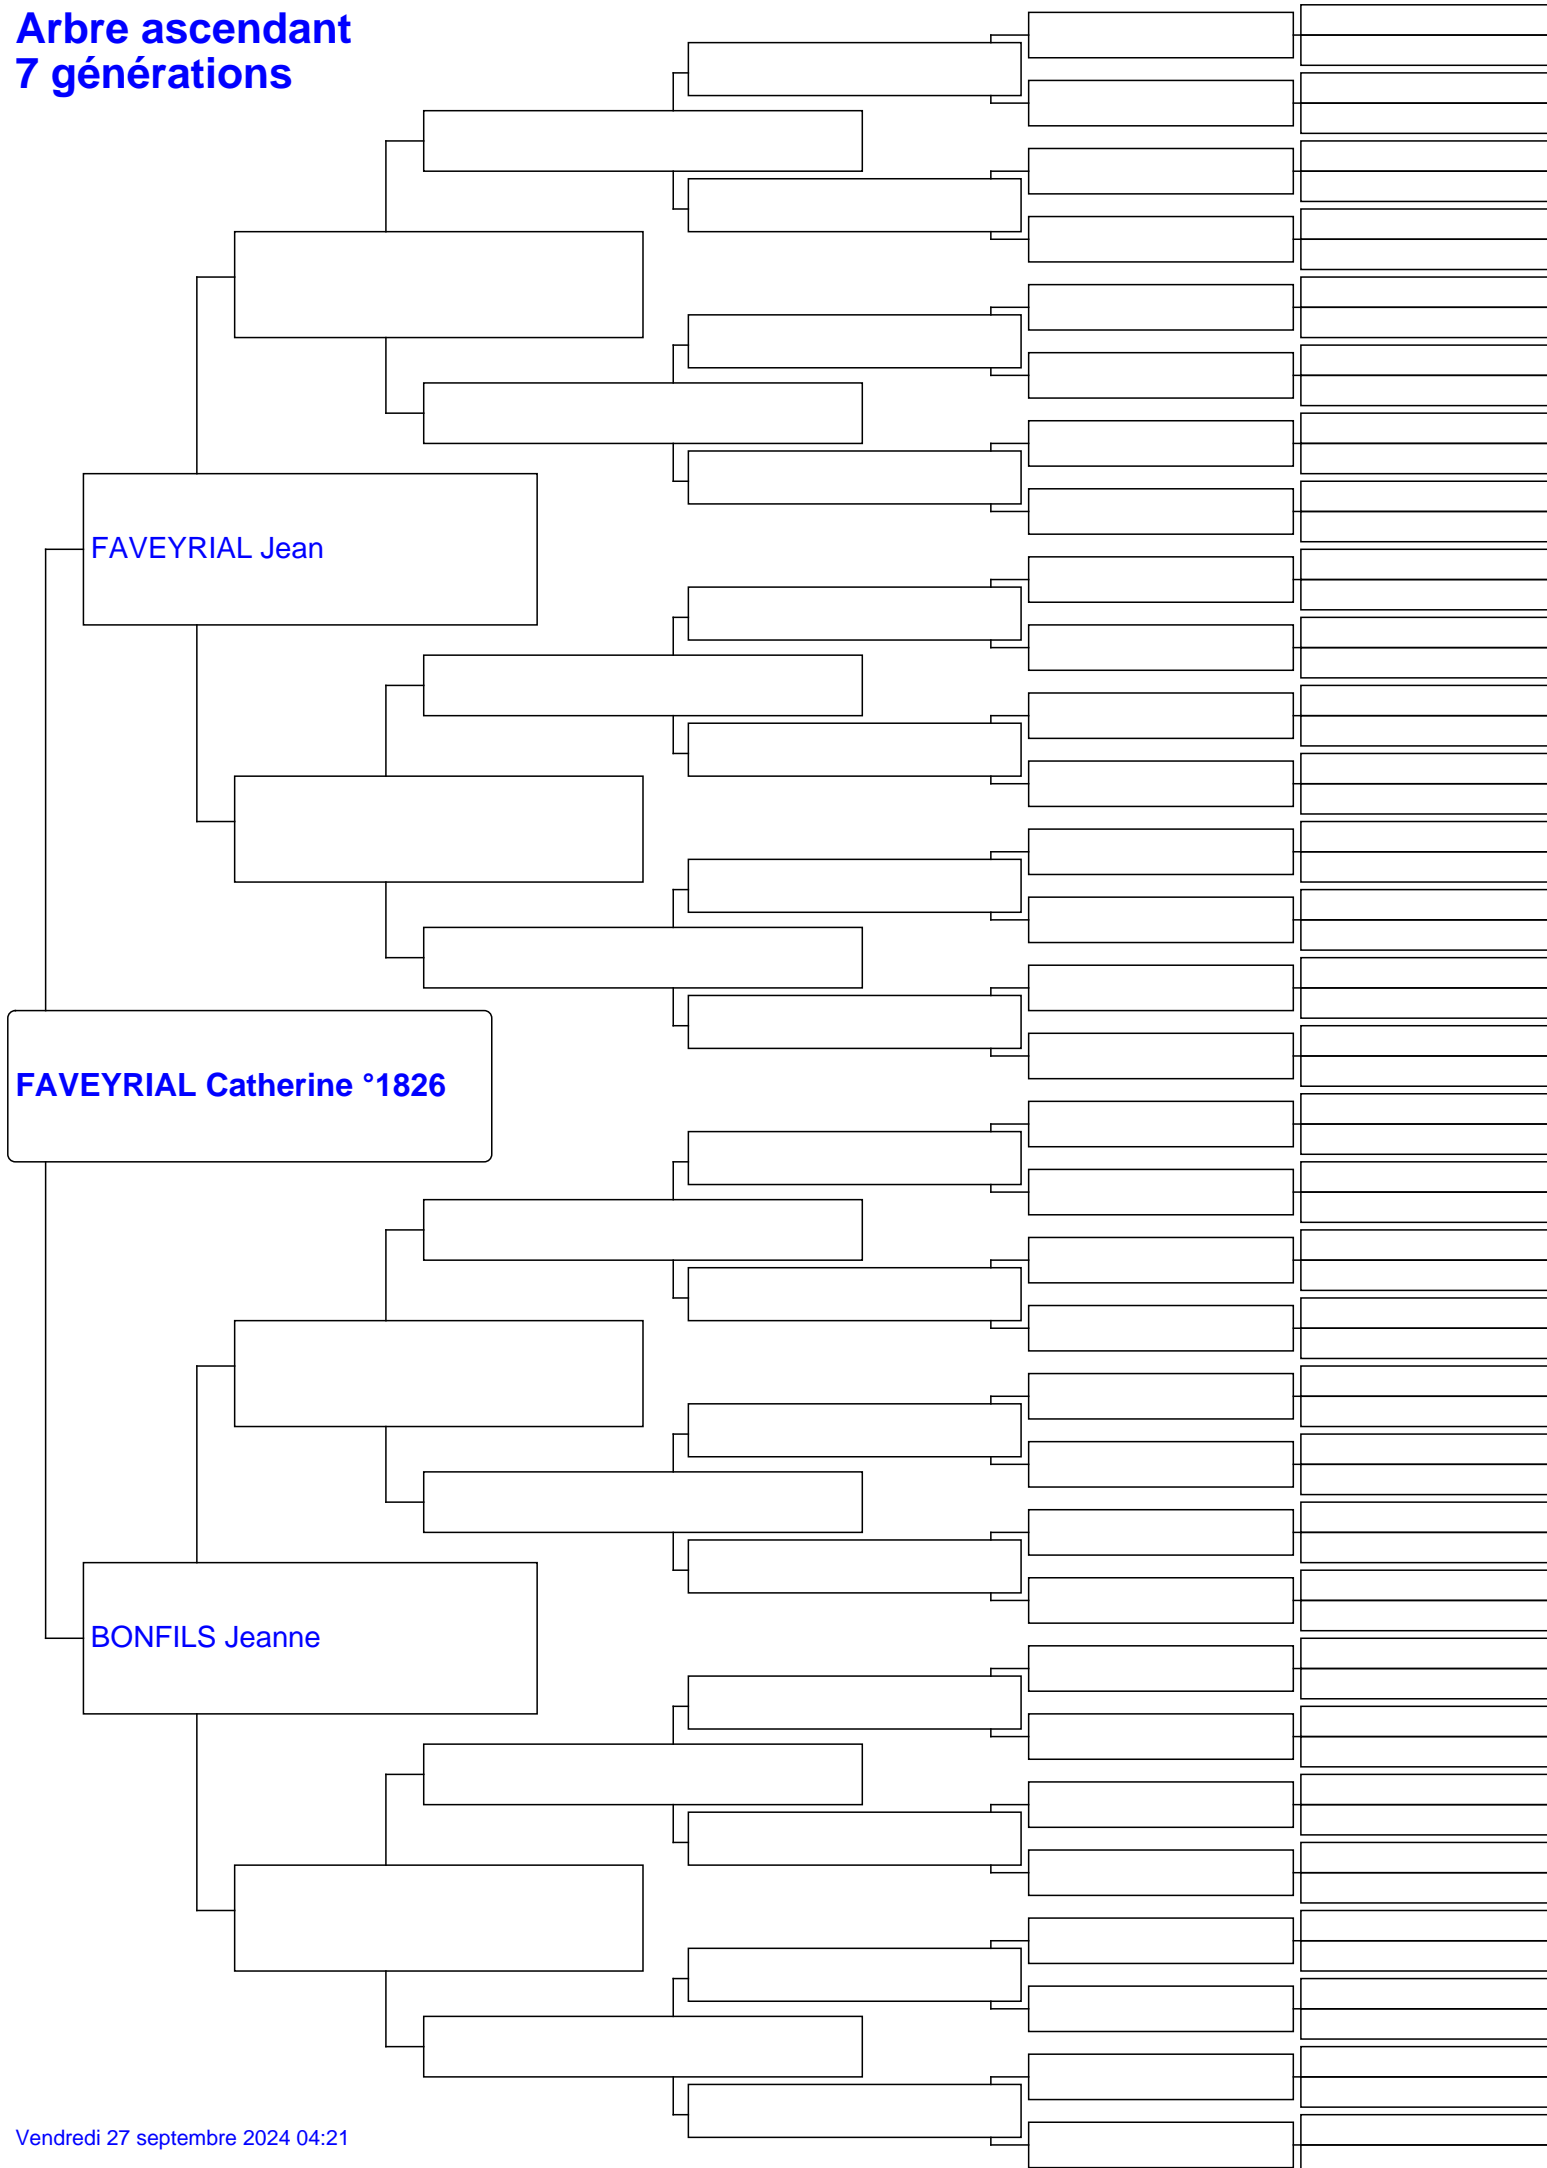 Arbre ascendant
7 générations
FAVEYRIAL Jean
FAVEYRIAL Catherine °1826
BONFILS Jeanne
Vendredi 27 septembre 2024 04:21